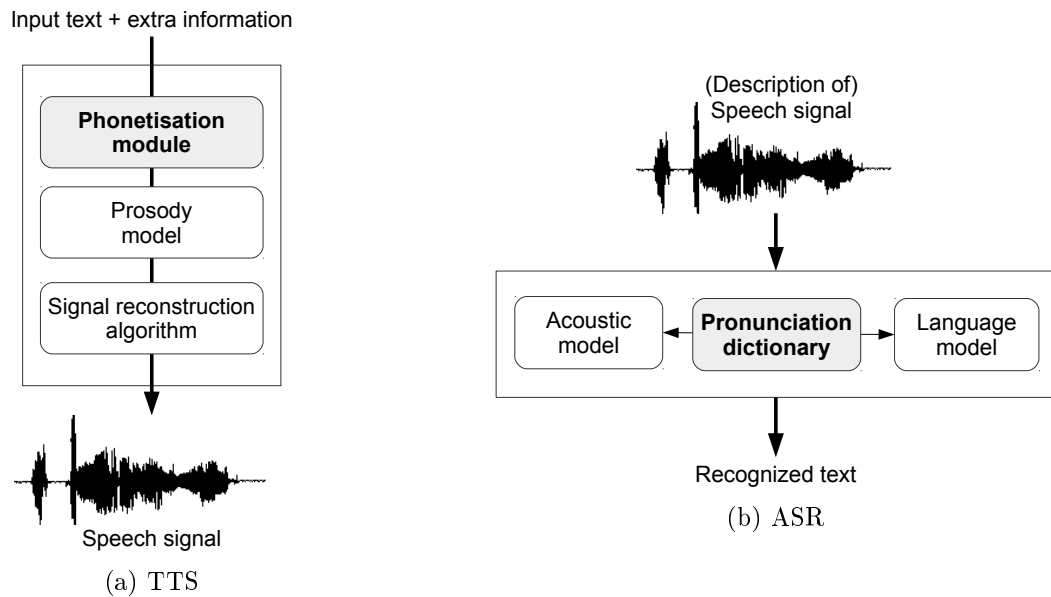 Input text + extra information
Phonetisation
module
Prosody
model
Signal reconstruction
algorithm
Speech signal
(a) TTS
(Description of)
Speech signal
Acoustic
model
Pronunciation
dictionary
Language
model
Recognized text
(b) ASR